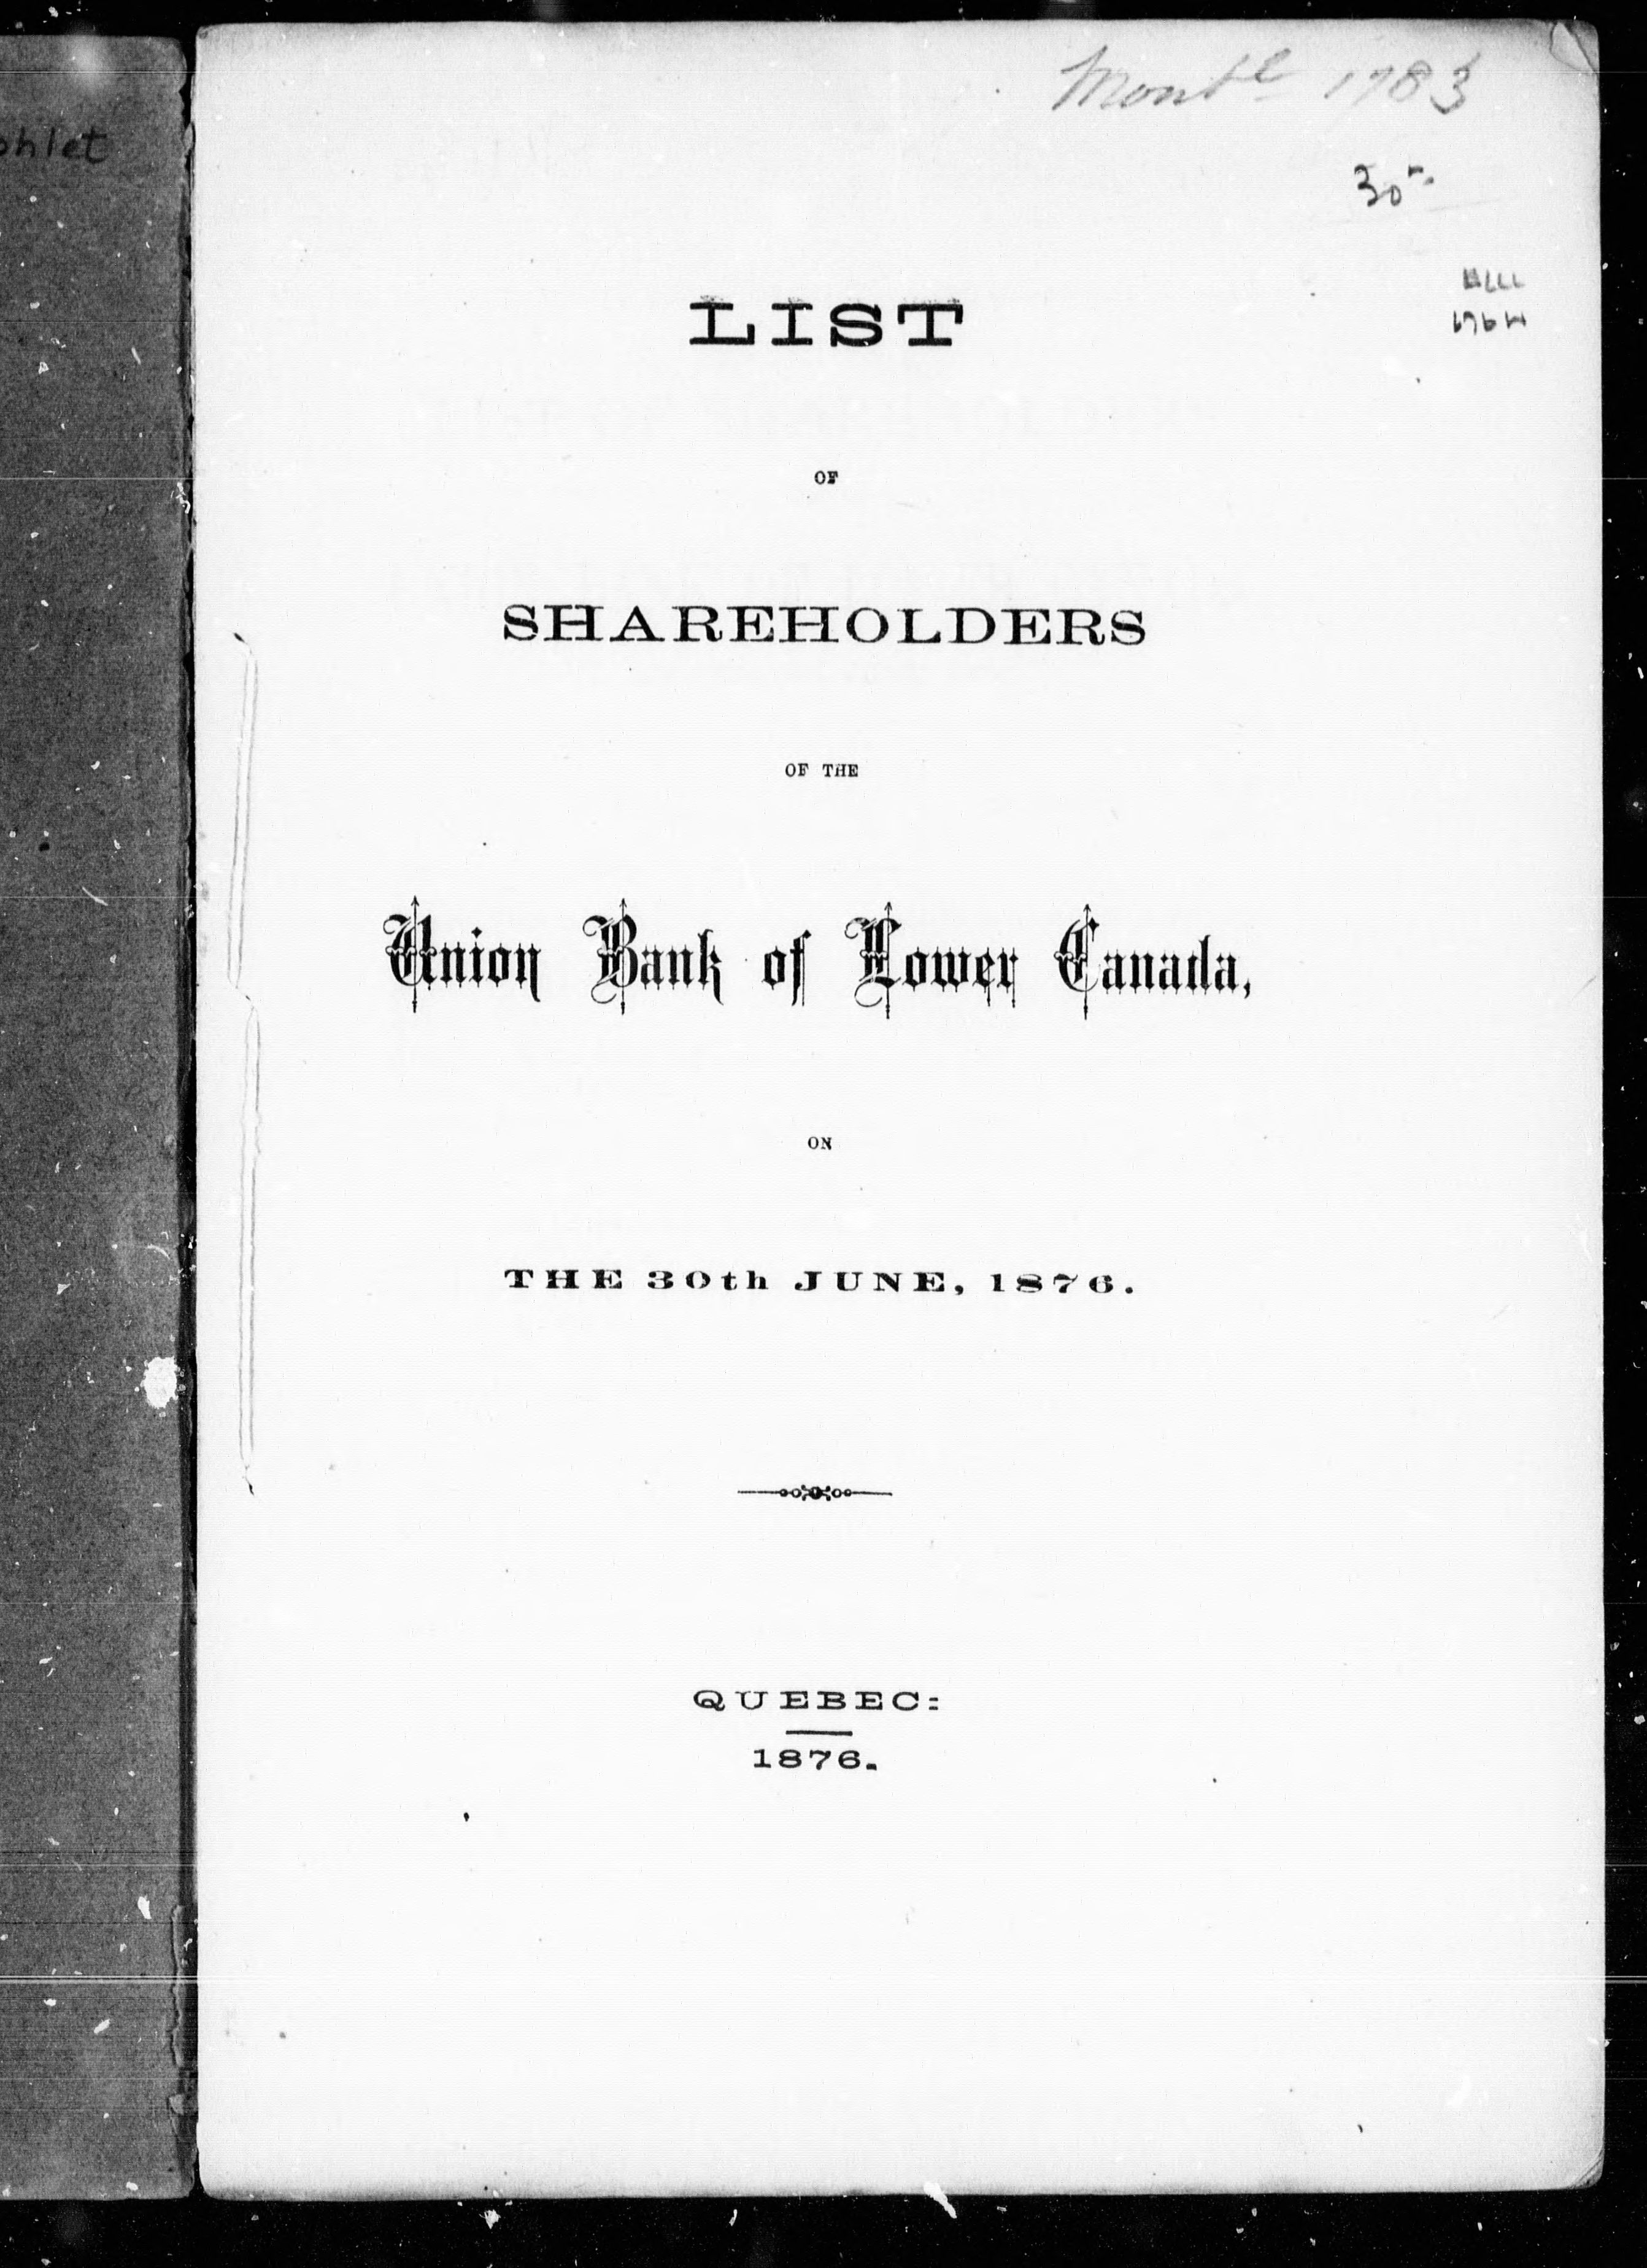 Montl 1783
phlet
30
LIST
OF
SHAREHOLDERS
OF THE
Union Bank of Lower Canada,
ON
THE 30th JUNE, 1876.
QUEBEC:
1876.